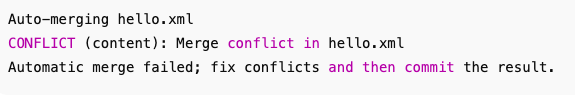 Auto-merging hello.xml
CONFLICT (content): Merge conflict in hello.xml
Automatic merge failed; fix conflicts and then commit the result.